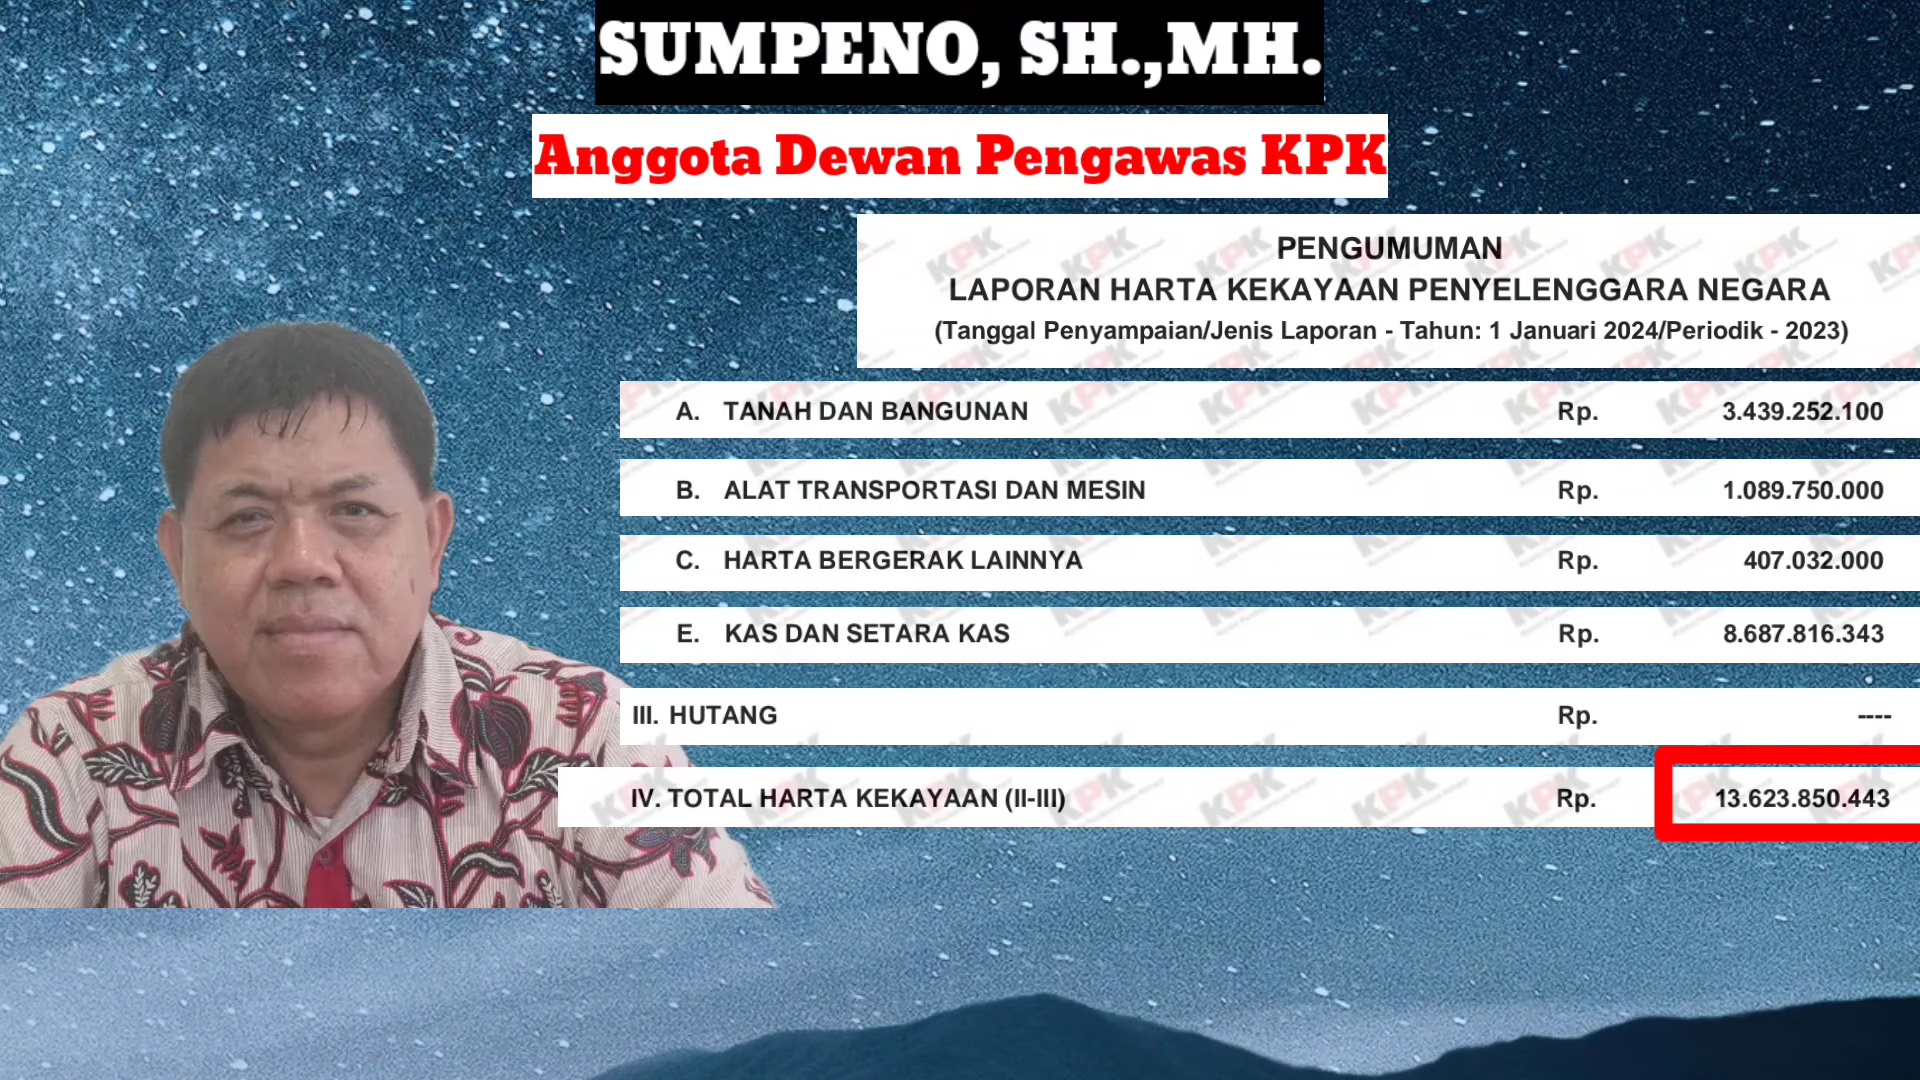 SUMPENO, SH.,MH.
Anggota Dewan Pengawas KPK
PENGUMUMAN
LAPORAN HARTA KEKAYAAN PENYELENGGARA NEGARA
(Tanggal Penyampaian/Jenis Laporan - Tahun: 1 Januari 2024/Periodik - 2023)
A. TANAH DAN BANGUNAN Rp. 3.439.252.100
B. ALAT TRANSPORTASI DAN MESIN Rp. 1.089.750.000
C. HARTA BERGERAK LAINNYA Rp. 407.032.000
E. KAS DAN SETARA KAS Rp. 8.687.816.343
III. HUTANG Rp. ----
IV. TOTAL HARTA KEKAYAAN (II-III) Rp. 13.623.850.443